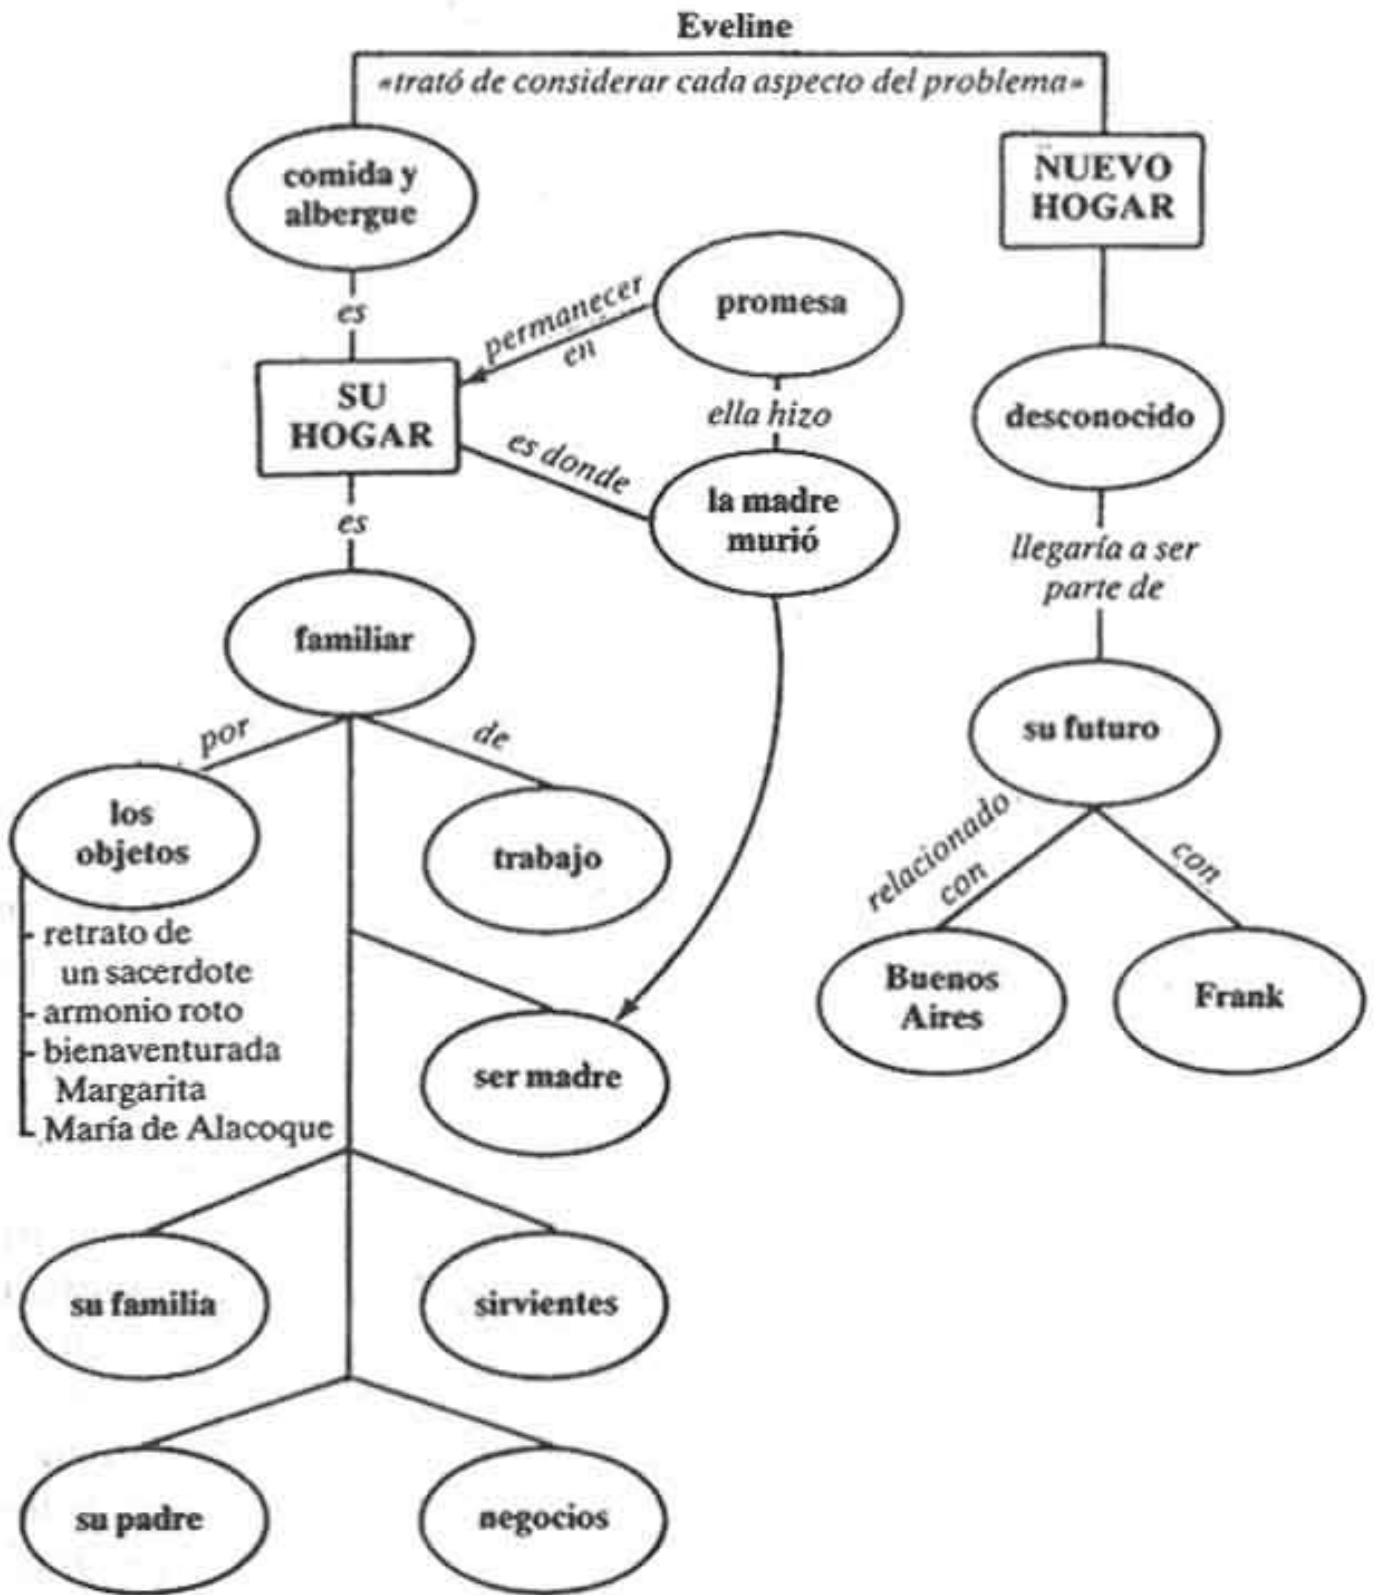 Eveline
«trató de considerar cada aspecto del problema»
comida y
albergue
NUEVO
HOGAR
es
permanecer
en
promesa
SU
HOGAR
ella hizo
desconocido
es donde
la madre
murió
es
llegaría a ser
parte de
familiar
su futuro
por
de
los
objetos
trabajo
relacionado
con
con
retrato de
un sacerdote
armonio roto
bienaventurada
Margarita
María de Alacoque
Buenos
Aires
Frank
ser madre
su familia
sirvientes
su padre
negocios